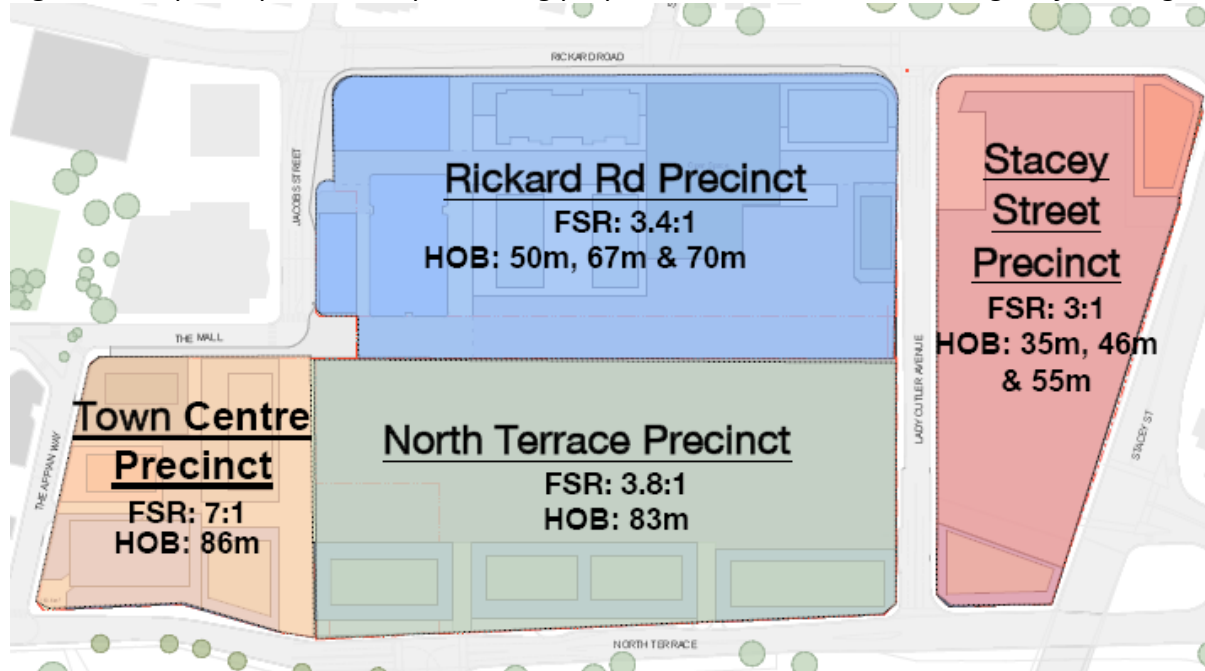 RICKARD ROAD
JACOBS STREET
Rickard Rd Precinct
FSR: 3.4:1
HOB: 50m, 67m & 70m
Stacey
Street
Precinct
FSR: 3:1
HOB: 35m, 46m
& 55m
THE MALL
LADY CUTLER AVENUE
STACEY ST
THE APPIAN WAY
Town Centre
Precinct
FSR: 7:1
HOB: 86m
North Terrace Precinct
FSR: 3.8:1
HOB: 83m
NORTH TERRACE